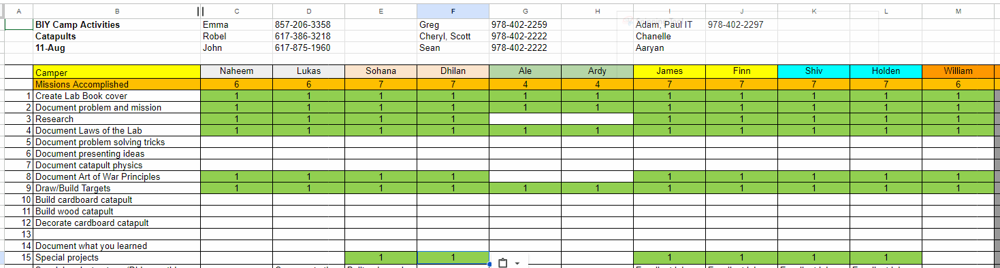 A B C D E F G H I J K L M
BIY Camp Activities Emma 857-206-3358 Greg 978-402-2259 Adam, Paul IT 978-402-2297
Catapults Robel 617-386-3218 Cheryl, Scott 978-402-2222 Chanelle
11-Aug John 617-875-1960 Sean 978-402-2222 Aaryan
Camper Naheem Lukas Sohana Dhilan Ale Ardy James Finn Shiv Holden William
Missions Accomplished 6 6 7 7 4 4 7 7 7 7 6
1 Create Lab Book cover 1 1 1 1 1 1 1 1 1 1 1
2 Document problem and mission 1 1 1 1 1 1 1 1 1 1 1
3 Research 1 1 1 1 1 1 1 1 1
4 Document Laws of the Lab 1 1 1 1 1 1 1 1 1 1 1
5 Document problem solving tricks
6 Document presenting ideas
7 Document catapult physics
8 Document Art of War Principles 1 1 1 1 1 1 1 1 1
9 Draw/Build Targets 1 1 1 1 1 1 1 1 1 1 1
10 Build cardboard catapult
11 Build wood catapult
12 Decorate cardboard catapult
13
14 Document what you learned
15 Special projects 1 1 1 1 1 1